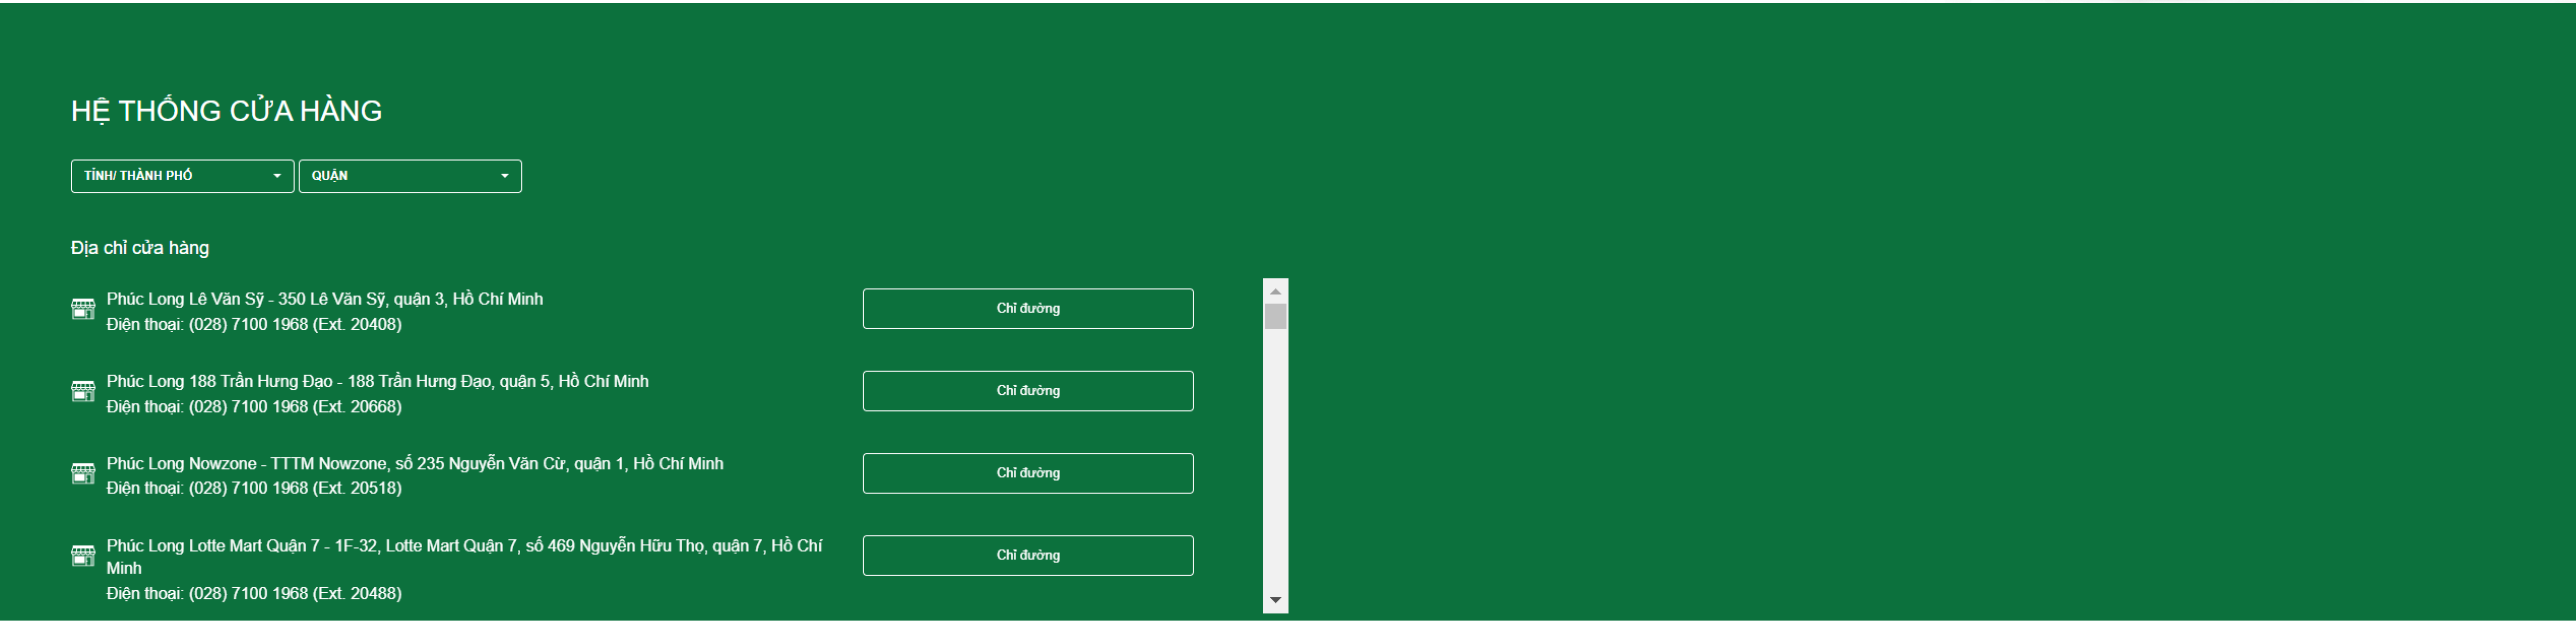 HỆ THỐNG CỬA HÀNG
TỈNH/ THÀNH PHỐ
QUẬN
Địa chỉ cửa hàng
Phúc Long Lê Văn Sỹ - 350 Lê Văn Sỹ, quận 3, Hồ Chí Minh
Điện thoại: (028) 7100 1968 (Ext. 20408)
Chỉ đường
Phúc Long 188 Trần Hưng Đạo - 188 Trần Hưng Đạo, quận 5, Hồ Chí Minh
Điện thoại: (028) 7100 1968 (Ext. 20668)
Chỉ đường
Phúc Long Nowzone - TTTM Nowzone, số 235 Nguyễn Văn Cừ, quận 1, Hồ Chí Minh
Điện thoại: (028) 7100 1968 (Ext. 20518)
Chỉ đường
Phúc Long Lotte Mart Quận 7 - 1F-32, Lotte Mart Quận 7, số 469 Nguyễn Hữu Thọ, quận 7, Hồ Chí
Minh
Điện thoại: (028) 7100 1968 (Ext. 20488)
Chỉ đường